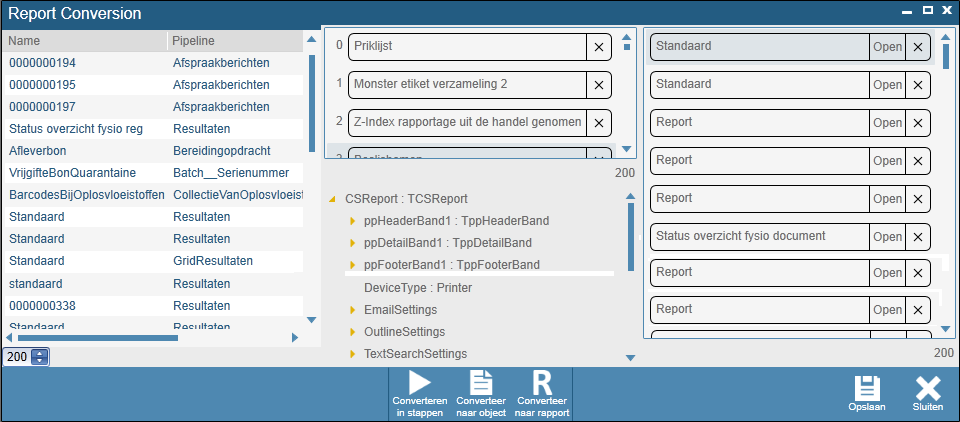 Report Conversion
Name Pipeline
0000000194 Afspraakberichten
0000000195 Afspraakberichten
0000000197 Afspraakberichten
Status overzicht fysio reg Resultaten
Afleverbon Bereidingopdracht
VrijgifteBonQuarantaine Batch__Serienummer
BarcodesBijOplosvloeistoffen CollectieVanOplosvloeist
Standaard Resultaten
Standaard Resultaten
Standaard GridResultaten
standaard Resultaten
0000000338 Resultaten
Standaard Resultaten
200
0 Priklijst
1 Monster etiket verzameling 2
2 Z-Index rapportage uit de handel genomen
200
CSReport : TCSReport
ppHeaderBand1 : TppHeaderBand
ppDetailBand1 : TppDetailBand
ppFooterBand1 : TppFooterBand
DeviceType : Printer
EmailSettings
OutlineSettings
TextSearchSettings
Standaard Open
Standaard Open
Report Open
Report Open
Report Open
Status overzicht fysio document Open
Report Open
Report Open
200
Converteren
in stappen
Converteer
naar object
R
Converteer
naar rapport
Opslaan
Sluiten